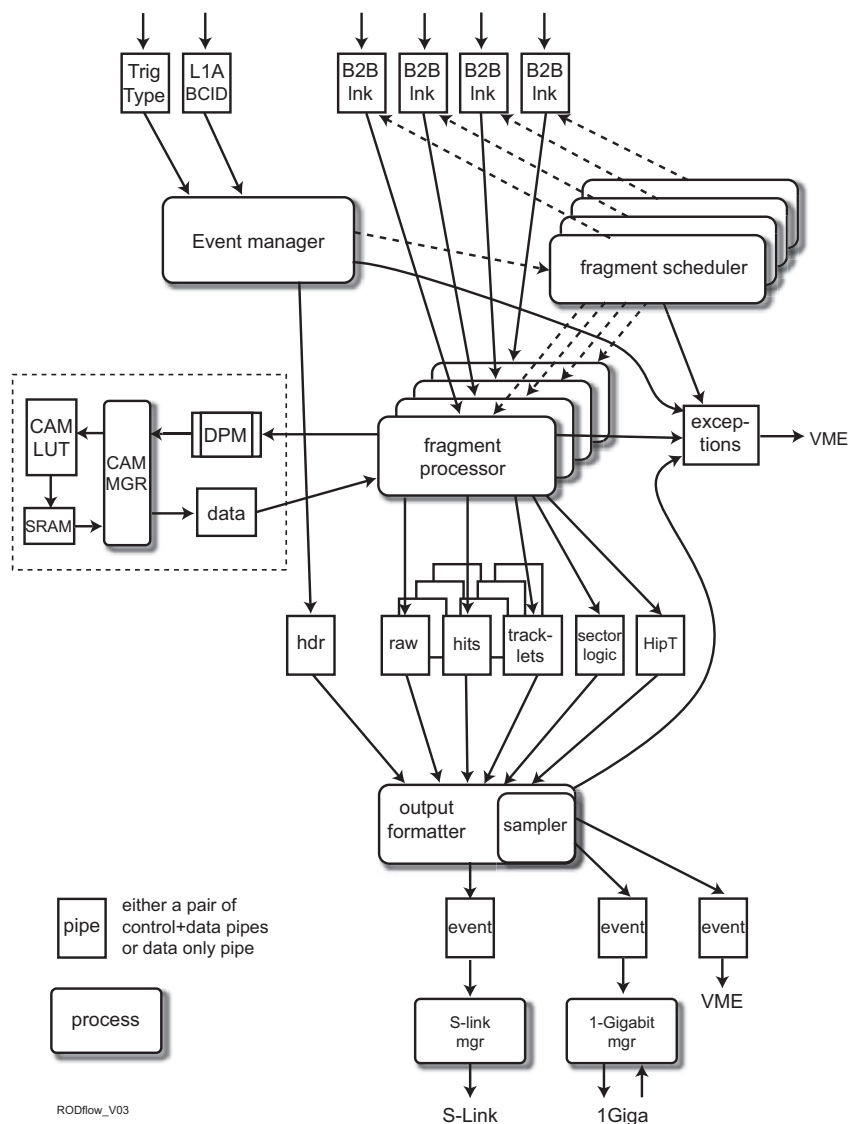 Trig
Type
L1A
BCID
B2B
lnk
B2B
lnk
B2B
lnk
B2B
lnk
Event manager
fragment scheduler
CAM
LUT
CAM
MGR
DPM
SRAM
data
fragment
processor
excep-
tions
VME
hdr
raw
hits
track-
lets
sector
logic
HipT
output
formatter
sampler
pipe
either a pair of
control+data pipes
or data only pipe
event
event
event
process
S-link
mgr
1-Gigabit
mgr
VME
RODflow_V03
S-Link
1Giga